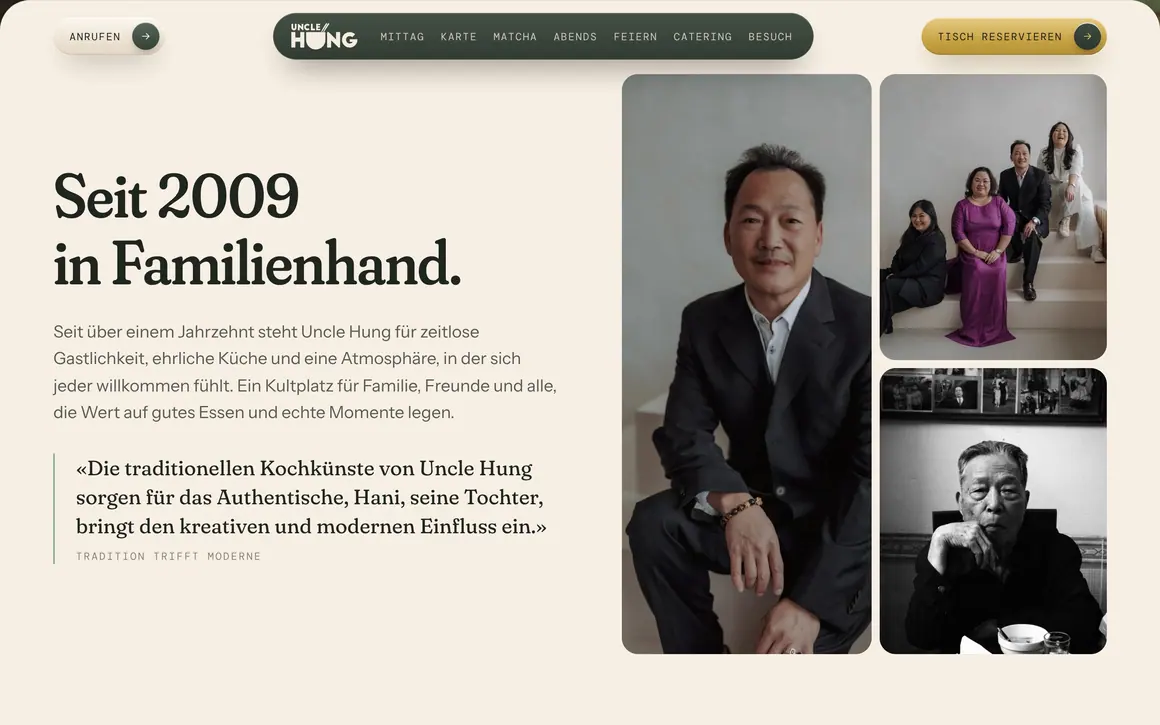 ANRUFEN
UNCLE HUNG
MITTAG KARTE MATCHA ABENDS FEIERN CATERING BESUCH
TISCH RESERVIEREN
Seit 2009
in Familienhand.
Seit über einem Jahrzehnt steht Uncle Hung für zeitlose
Gastlichkeit, ehrliche Küche und eine Atmosphäre, in der sich
jeder willkommen fühlt. Ein Kultplatz für Familie, Freunde und alle,
die Wert auf gutes Essen und echte Momente legen.
«Die traditionellen Kochkünste von Uncle Hung
sorgen für das Authentische, Hani, seine Tochter,
bringt den kreativen und modernen Einfluss ein.»
TRADITION TRIFFT MODERNE